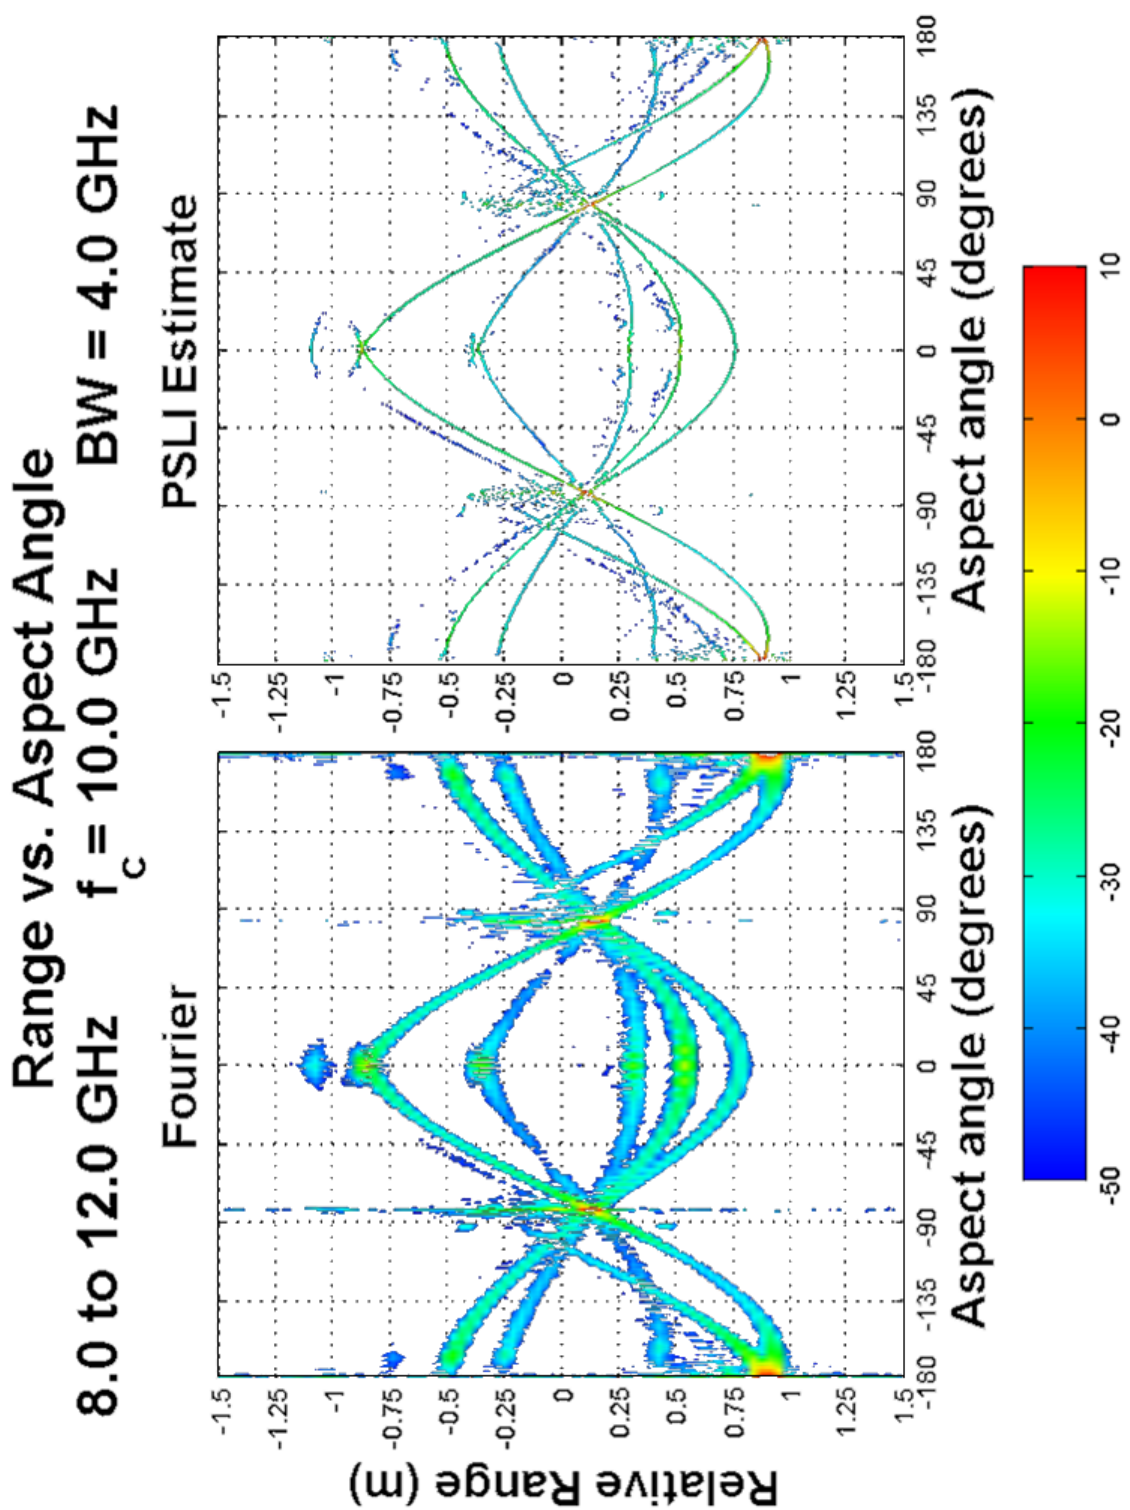 Range vs. Aspect Angle
8.0 to 12.0 GHz f_c = 10.0 GHz BW = 4.0 GHz
Fourier
PSLI Estimate
Relative Range (m)
-1.5
-1.25
-1
-0.75
-0.5
-0.25
0
0.25
0.5
0.75
1
1.25
1.5
-180 -135 -90 -45 0 45 90 135 180
Aspect angle (degrees)
-1.5
-1.25
-1
-0.75
-0.5
-0.25
0
0.25
0.5
0.75
1
1.25
1.5
-180 -135 -90 -45 0 45 90 135 180
Aspect angle (degrees)
-50 -40 -30 -20 -10 0 10